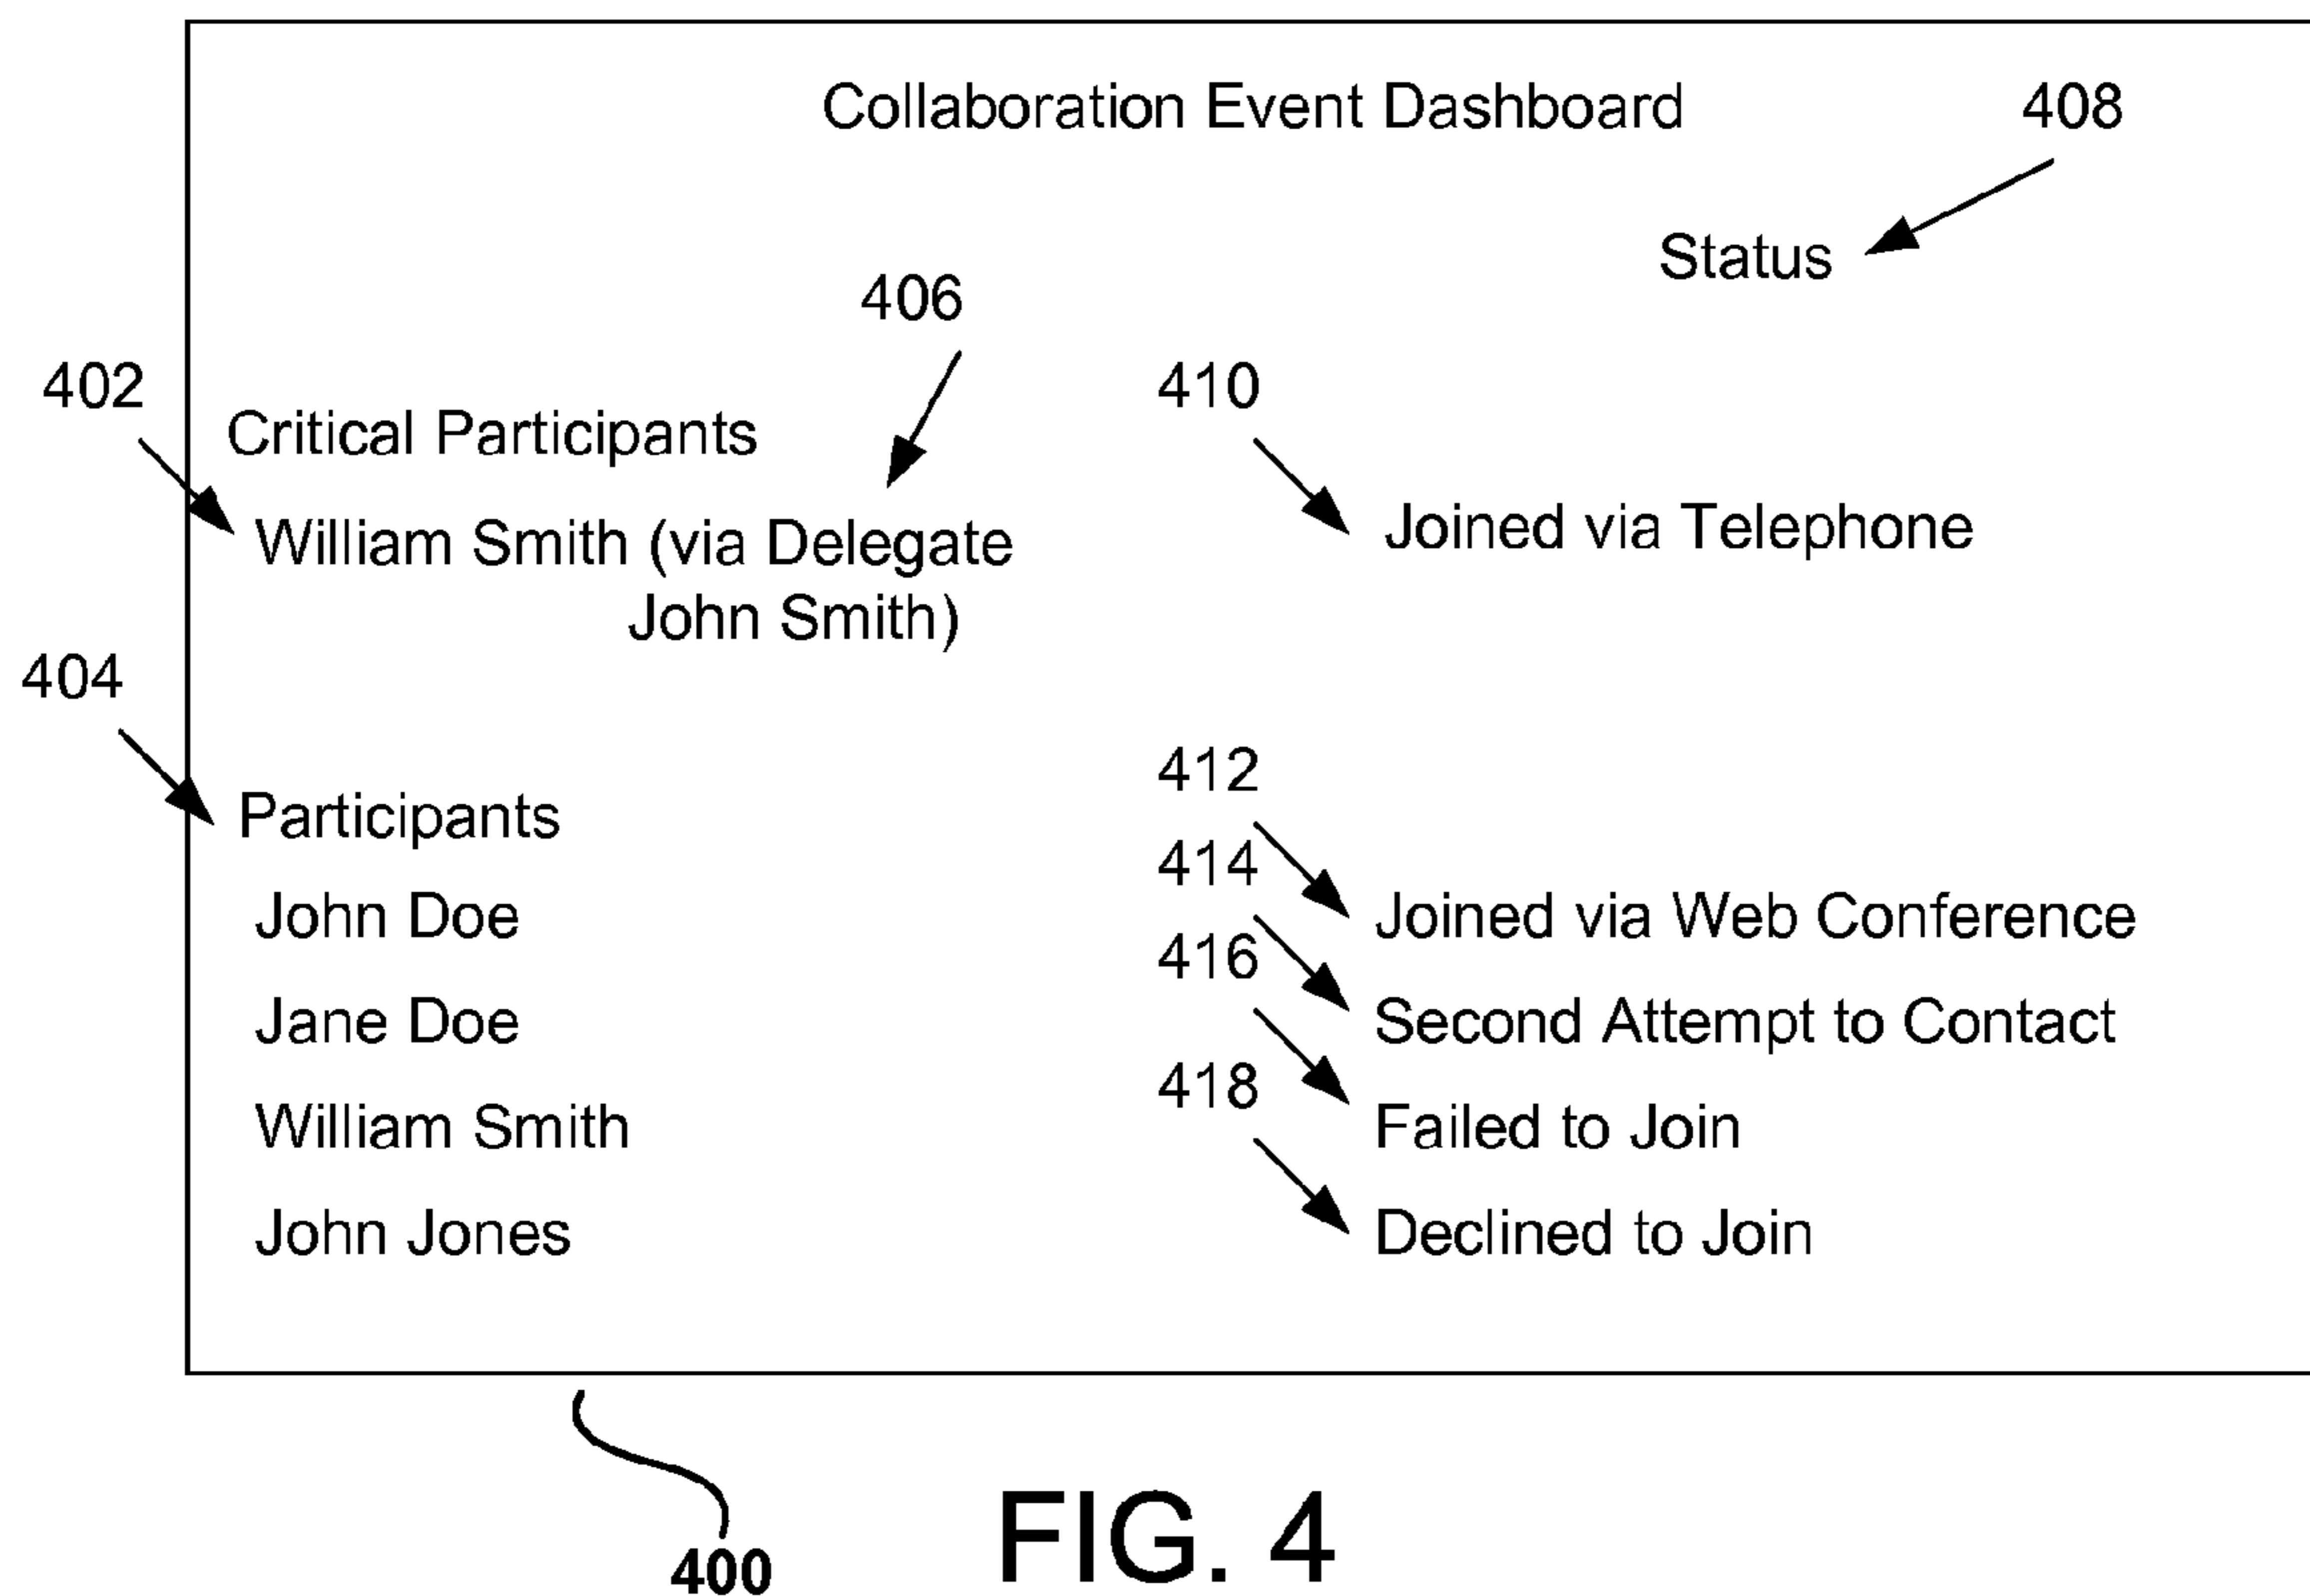 Collaboration Event Dashboard 408
Status
406
402 410
Critical Participants
William Smith (via Delegate Joined via Telephone
John Smith)
404
412
Participants
414
John Doe Joined via Web Conference
416
Jane Doe Second Attempt to Contact
418
William Smith Failed to Join
John Jones Declined to Join
400
FIG. 4